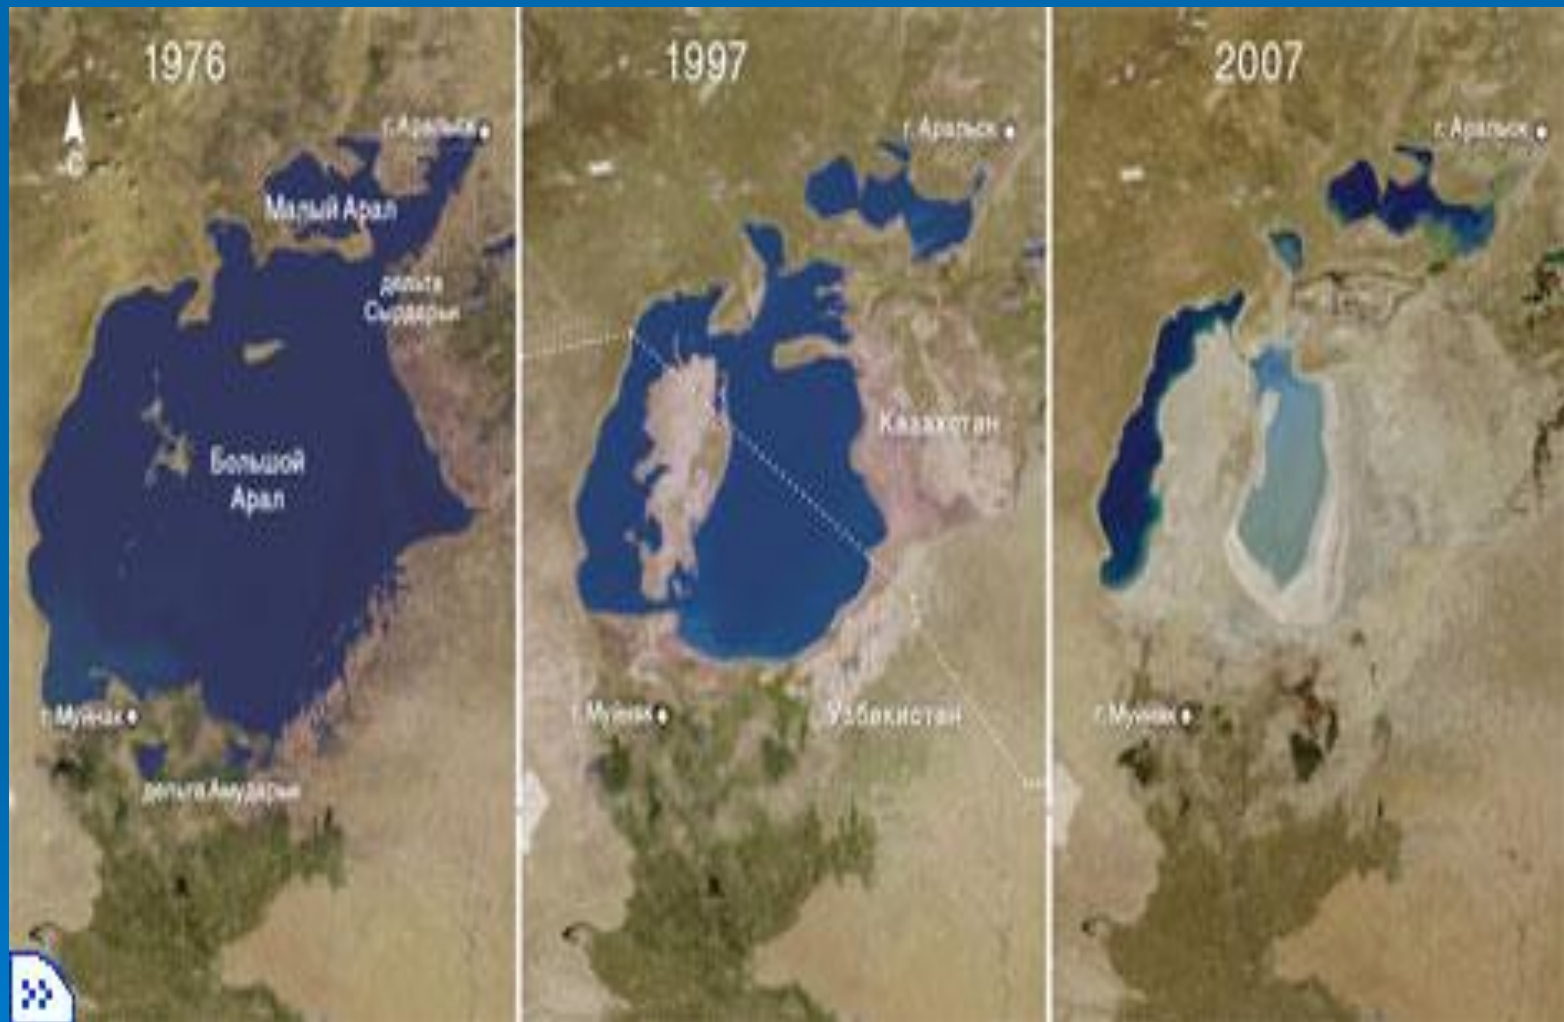 1976
С
г. Аральск
Малый Арал
дельта
Сырдарьи
Большой
Арал
г. Муйнак
дельта Амударьи
1997
г. Аральск
Казахстан
г. Муйнак
Узбекистан
2007
г. Аральск
г. Муйнак